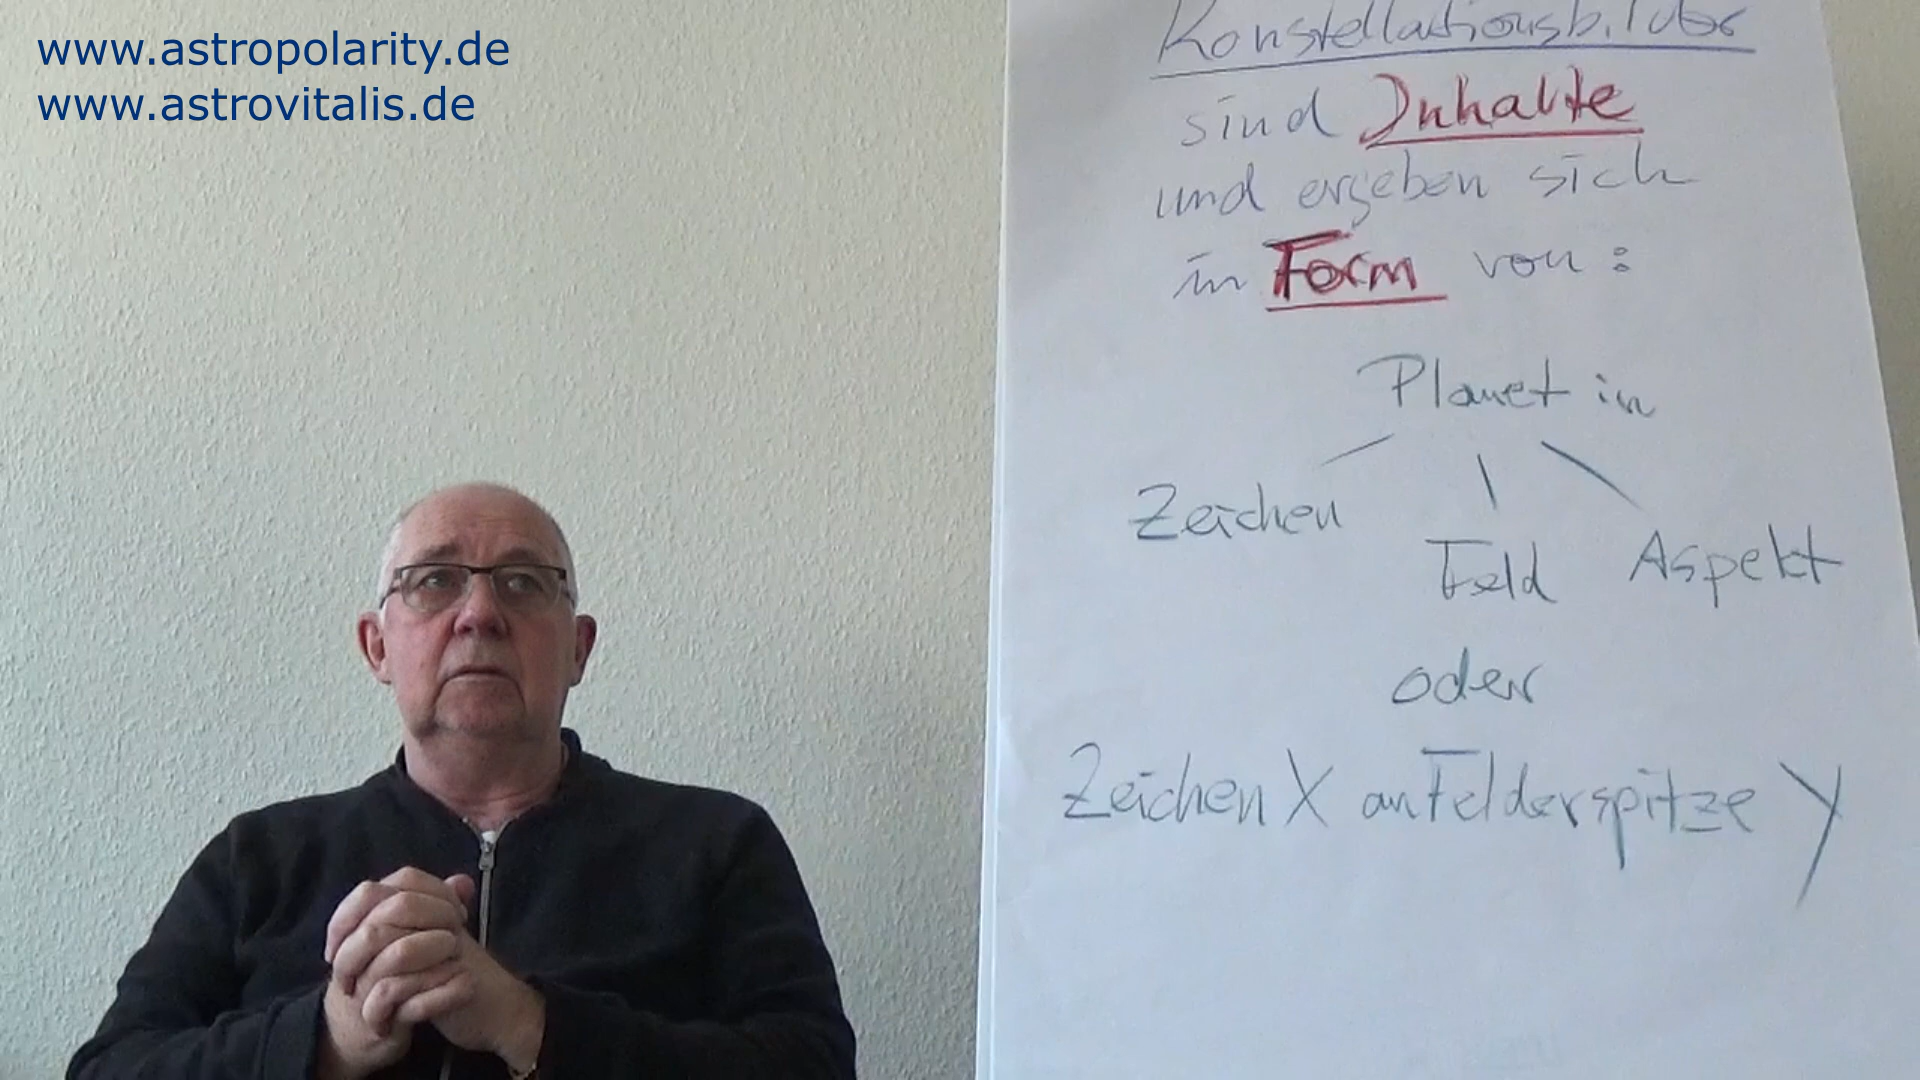 www.astropolarity.de
www.astrovitalis.de
Konstellationsbilder
sind Inhalte
und ergeben sich
in Form von:
Planet in
Zeichen
Feld
Aspekt
oder
Zeichen X an Felderspitze Y